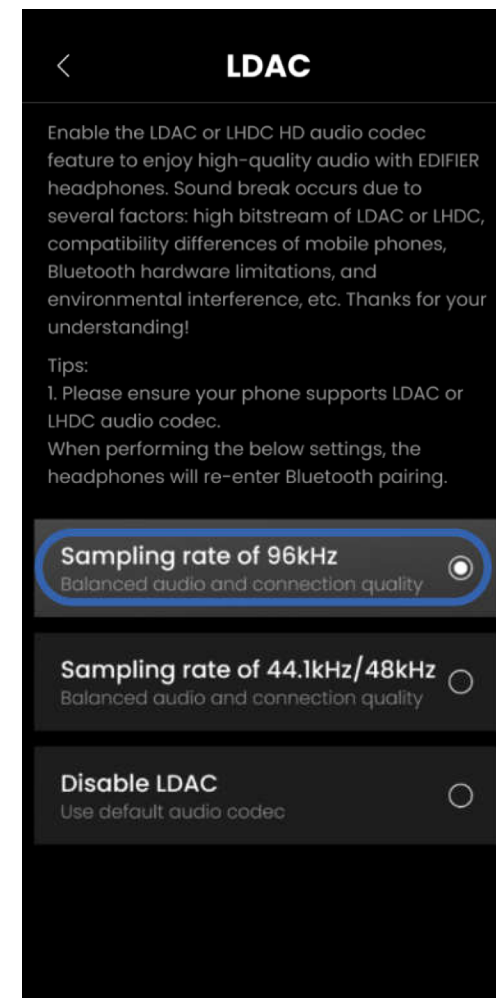 LDAC
Enable the LDAC or LHDC HD audio codec
feature to enjoy high-quality audio with EDIFIER
headphones. Sound break occurs due to
several factors: high bitstream of LDAC or LHDC,
compatibility differences of mobile phones,
Bluetooth hardware limitations, and
environmental interference, etc. Thanks for your
understanding!
Tips:
1. Please ensure your phone supports LDAC or
LHDC audio codec.
When performing the below settings, the
headphones will re-enter Bluetooth pairing.
Sampling rate of 96kHz
Balanced audio and connection quality
Sampling rate of 44.1kHz/48kHz
Balanced audio and connection quality
Disable LDAC
Use default audio codec